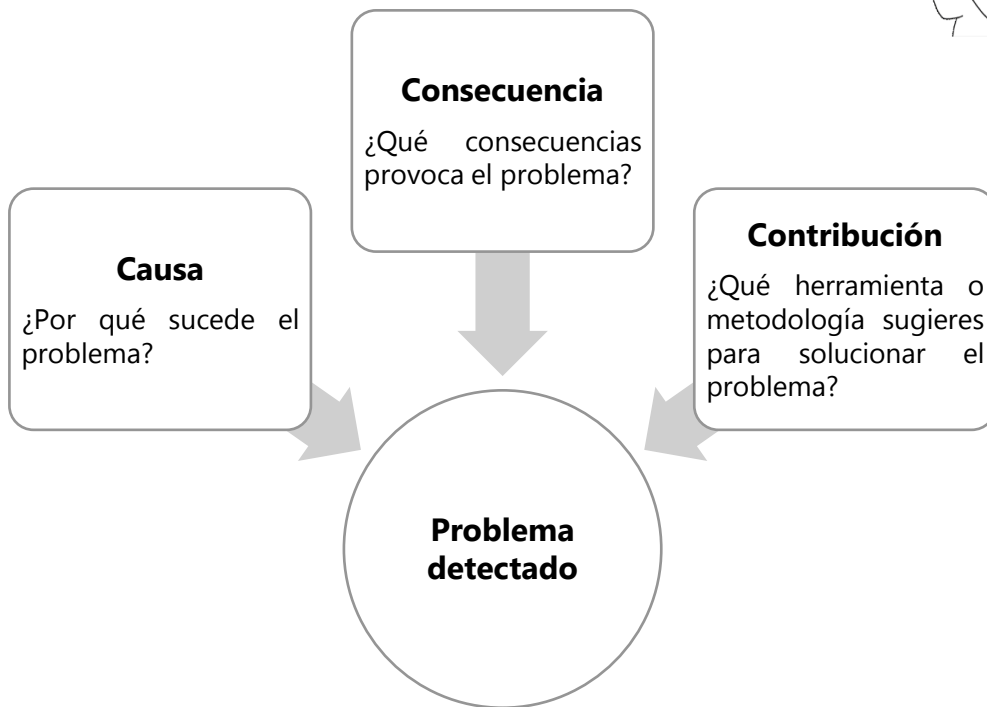 Consecuencia
¿Qué consecuencias
provoca el problema?
Causa
¿Por qué sucede el
problema?
Contribución
¿Qué herramienta o
metodología sugieres
para solucionar el
problema?
Problema
detectado